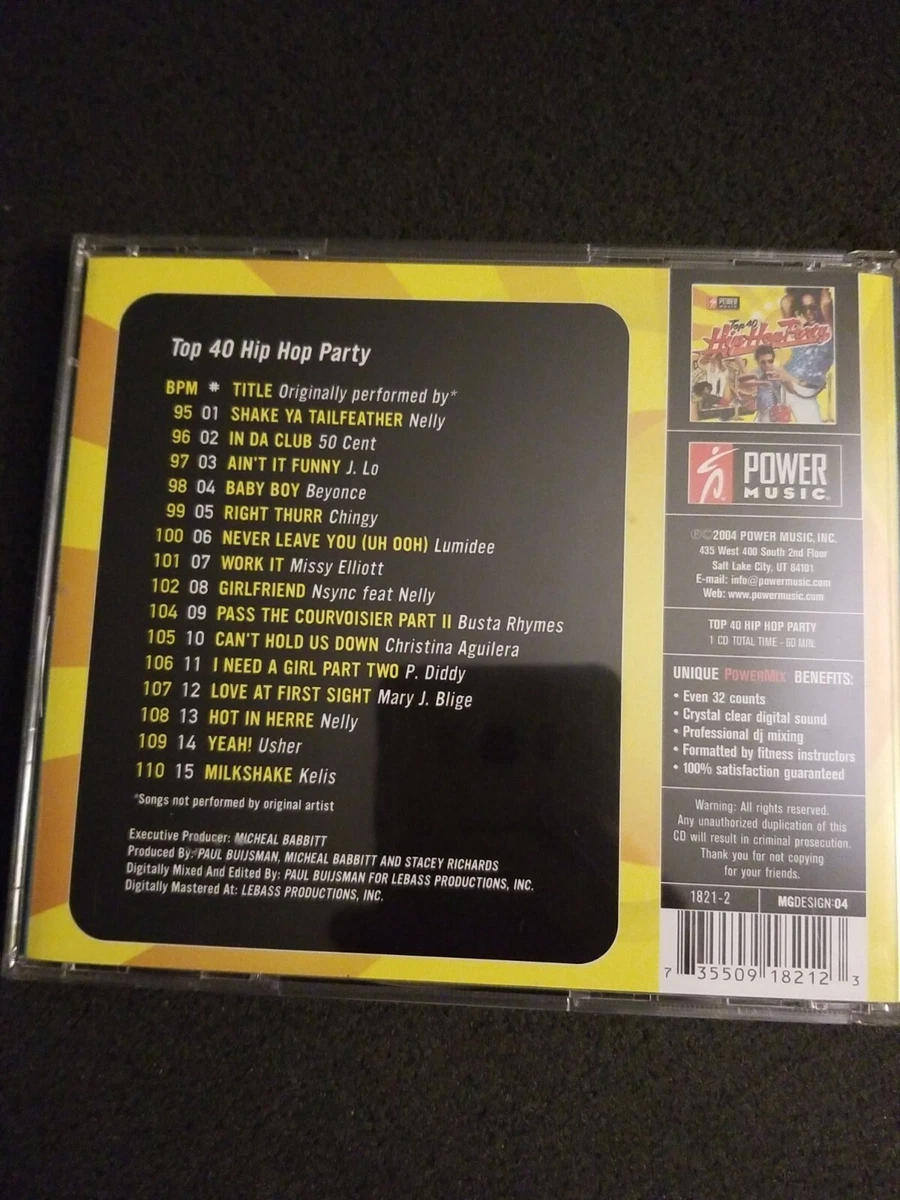 Top 40 Hip Hop Party
BPM # TITLE Originally performed by*
95 01 SHAKE YA TAILFEATHER Nelly
96 02 IN DA CLUB 50 Cent
97 03 AIN'T IT FUNNY J. Lo
98 04 BABY BOY Beyonce
99 05 RIGHT THURR Chingy
100 06 NEVER LEAVE YOU (UH OOH) Lumidee
101 07 WORK IT Missy Elliott
102 08 GIRLFRIEND Nsync feat Nelly
104 09 PASS THE COURVOISIER PART II Busta Rhymes
105 10 CAN'T HOLD US DOWN Christina Aguilera
106 11 I NEED A GIRL PART TWO P. Diddy
107 12 LOVE AT FIRST SIGHT Mary J. Blige
108 13 HOT IN HERRE Nelly
109 14 YEAH! Usher
110 15 MILKSHAKE Kelis
*Songs not performed by original artist
Executive Producer: MICHEAL BABBITT
Produced By: PAUL BUIJSMAN, MICHEAL BABBITT AND STACEY RICHARDS
Digitally Mixed And Edited By: PAUL BUIJSMAN FOR LEBASS PRODUCTIONS, INC.
Digitally Mastered At: LEBASS PRODUCTIONS, INC.
POWER
MUSIC
Top 40
Hip Hop Party
POWER
MUSIC
℗©2004 POWER MUSIC, INC.
435 West 400 South 2nd Floor
Salt Lake City, UT 84101
E-mail: info@powermusic.com
Web: www.powermusic.com
TOP 40 HIP HOP PARTY
1 CD TOTAL TIME - 60 MIN.
UNIQUE POWERMIX BENEFITS:
• Even 32 counts
• Crystal clear digital sound
• Professional dj mixing
• Formatted by fitness instructors
• 100% satisfaction guaranteed
Warning: All rights reserved.
Any unauthorized duplication of this
CD will result in criminal prosecution.
Thank you for not copying
for your friends.
1821-2 MGDESIGN:04
7 35509 18212 3